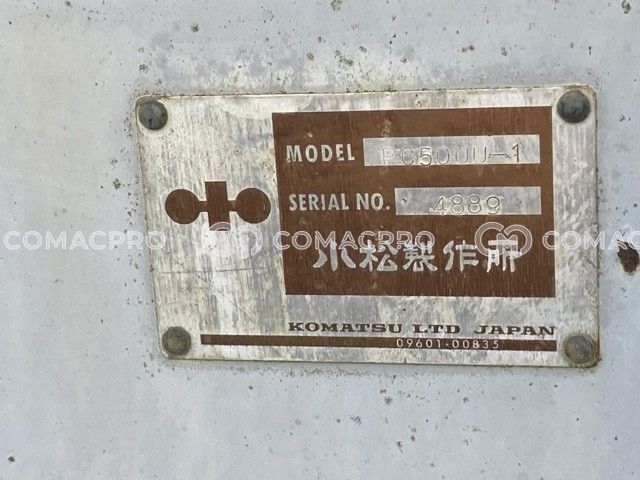 MODEL PC50UU-1
SERIAL NO. 4889
COMACPRO COMACPRO COMACPRO
小松製作所
KOMATSU LTD JAPAN
09601-00835